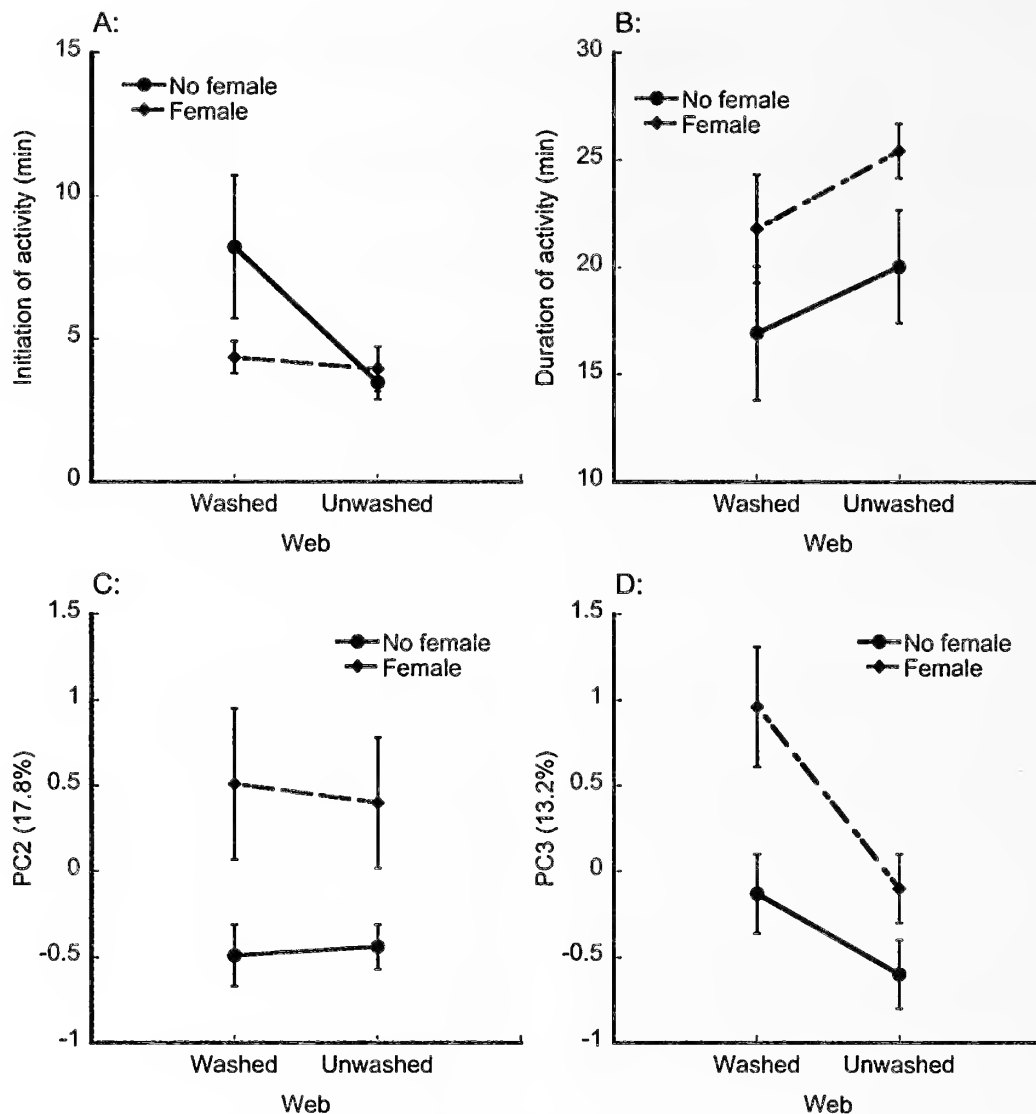 A:
15
10
5
0
Initiation of activity (min)
No female
Female
Washed Unwashed
Web
B:
30
25
20
15
10
Duration of activity (min)
No female
Female
Washed Unwashed
Web
C:
1.5
1
0.5
0
-0.5
-1
PC2 (17.8%)
No female
Female
Washed Unwashed
Web
D:
1.5
1
0.5
0
-0.5
-1
PC3 (13.2%)
No female
Female
Washed Unwashed
Web